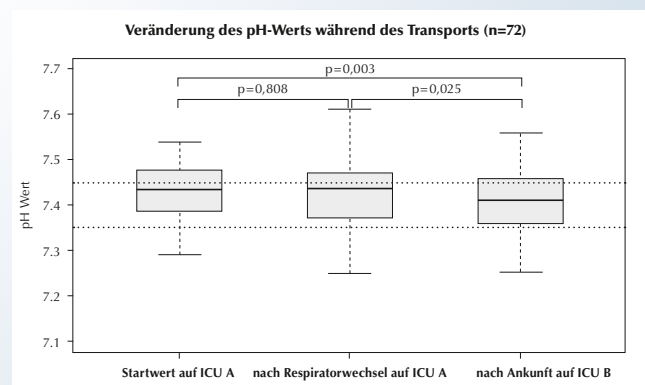 Veränderung des pH-Werts während des Transports (n=72)
7.7
p=0,003
7.6
p=0,808
p=0,025
7.5
7.4
7.3
7.2
7.1
pH Wert
Startwert auf ICU A
nach Respiratorwechsel auf ICU A
nach Ankunft auf ICU B